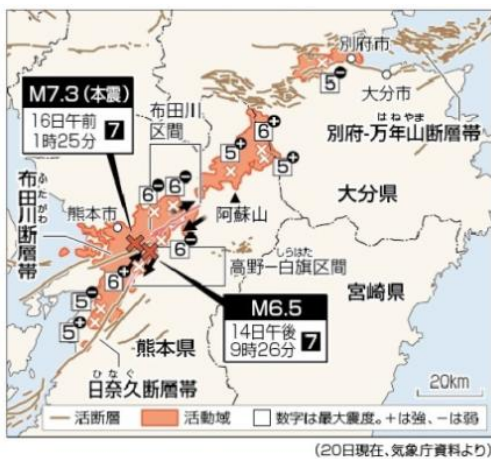 別府市
5－
大分市
はねやま
別府-万年山断層帯
大分県
M7.3（本震）
16日午前
1時25分
7
布田川
区間
6＋
5＋
6－
6－
阿蘇山
ふたがわ
布田川断層帯
熊本市
6－
しらはた
高野ー白旗区間
6＋
宮崎県
M6.5
14日午後
9時26分
7
5－
5＋
熊本県
ひなぐ
日奈久断層帯
20km
活断層
活動域
数字は最大震度。＋は強、－は弱
(20日現在、気象庁資料より)